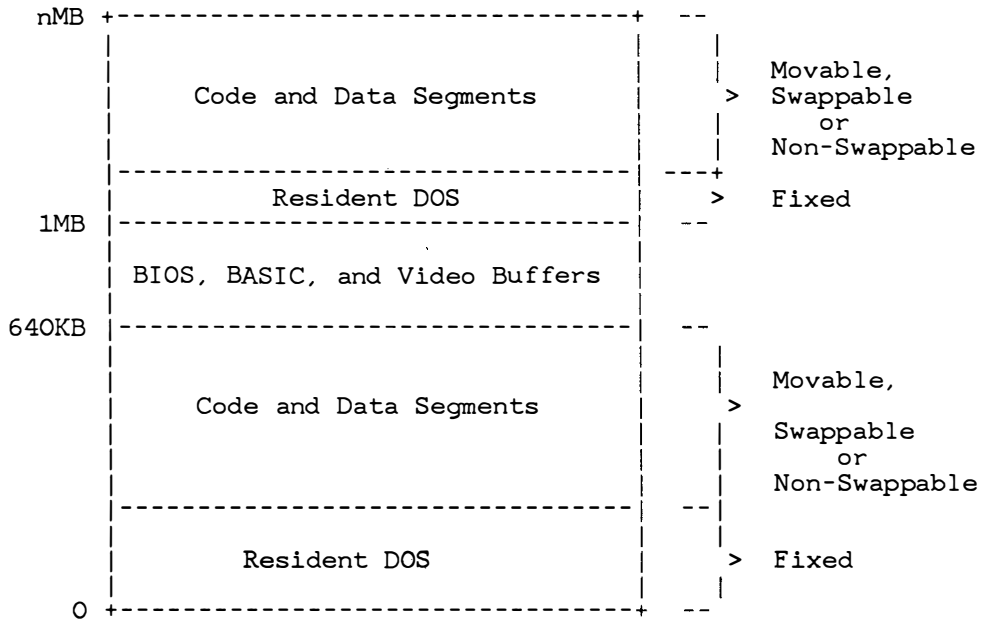 nMB
Code and Data Segments
Movable,
Swappable
or
Non-Swappable
Resident DOS
Fixed
1MB
BIOS, BASIC, and Video Buffers
640KB
Code and Data Segments
Movable,
Swappable
or
Non-Swappable
Resident DOS
Fixed
0